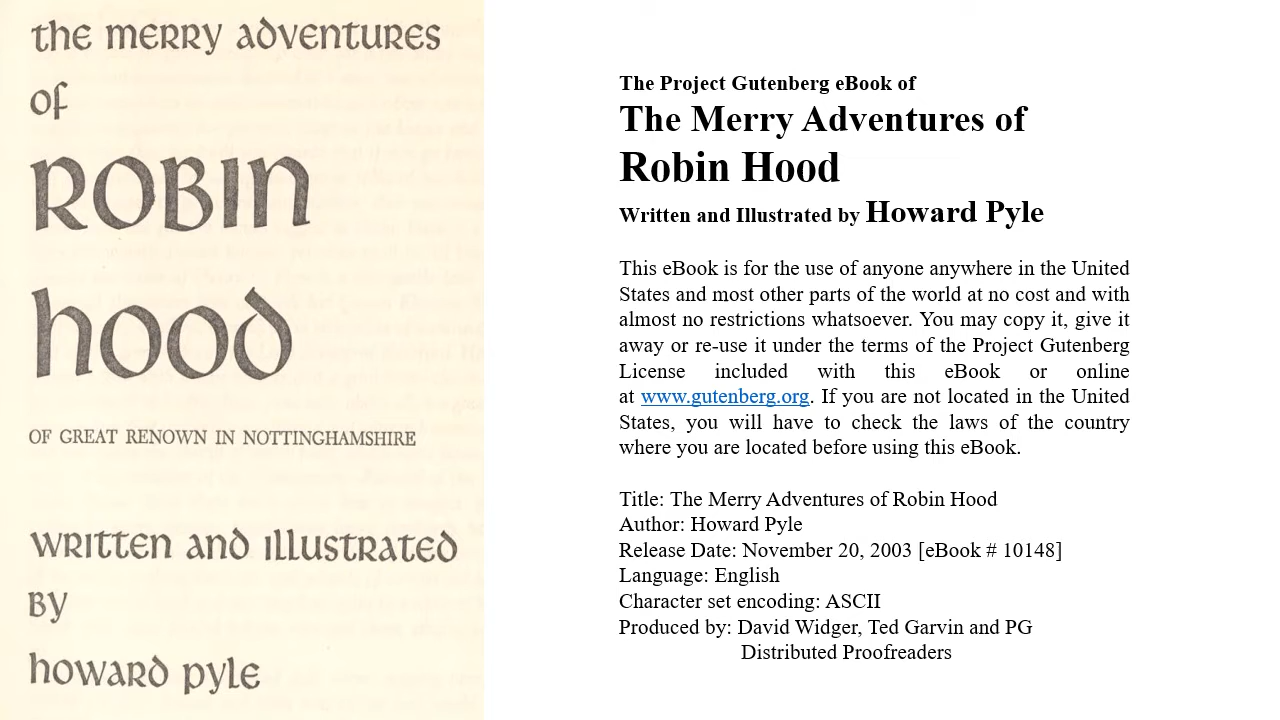 the merry adventures
of
robin
hood
OF GREAT RENOWN IN NOTTINGHAMSHIRE
written and illustrated
by
howard pyle
The Project Gutenberg eBook of
The Merry Adventures of
Robin Hood
Written and Illustrated by Howard Pyle
This eBook is for the use of anyone anywhere in the United
States and most other parts of the world at no cost and with
almost no restrictions whatsoever. You may copy it, give it
away or re-use it under the terms of the Project Gutenberg
License included with this eBook or online
at www.gutenberg.org. If you are not located in the United
States, you will have to check the laws of the country
where you are located before using this eBook.
Title: The Merry Adventures of Robin Hood
Author: Howard Pyle
Release Date: November 20, 2003 [eBook # 10148]
Language: English
Character set encoding: ASCII
Produced by: David Widger, Ted Garvin and PG
Distributed Proofreaders